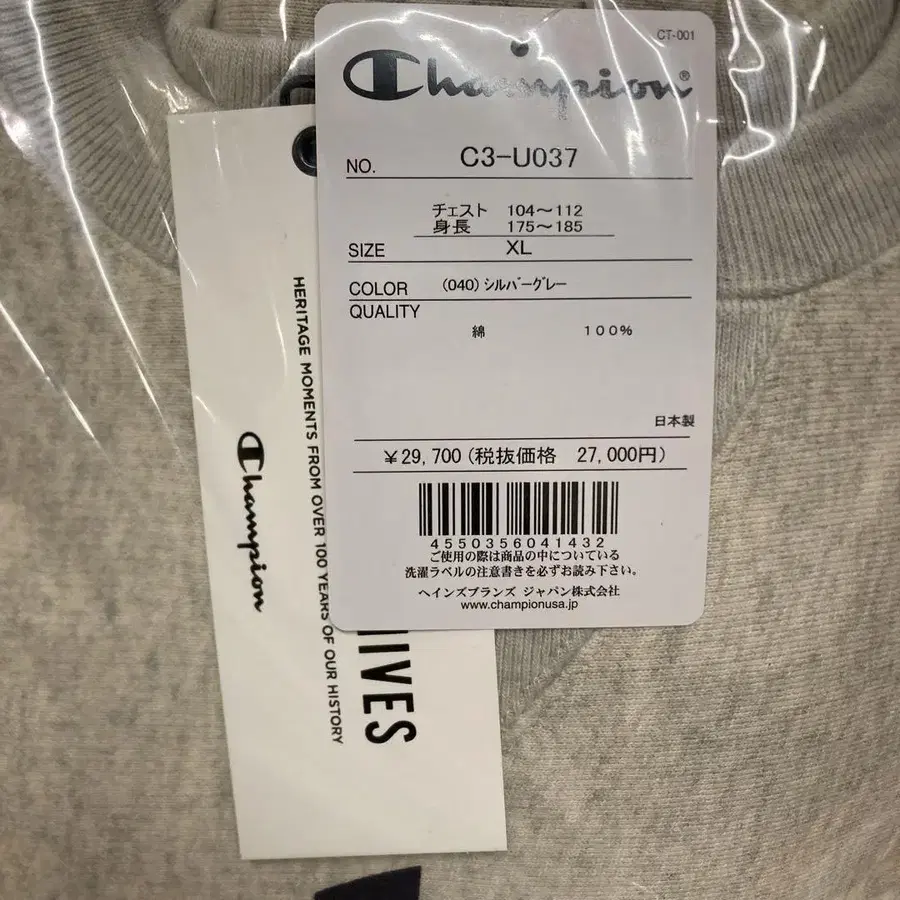 CT-001
Champion®
NO. C3-U037
チェスト 104～112
身長 175～185
SIZE XL
COLOR (040) シルバーグレー
QUALITY
綿 100%
日本製
￥29,700(税抜価格 27,000円)
4550356041432
ご使用の際は商品の中についている
洗濯ラベルの注意書きを必ずお読み下さい。
ヘインズブランズ ジャパン株式会社
www.championusa.jp
HERITAGE MOMENTS FROM OVER 100 YEARS OF OUR HISTORY
Champion